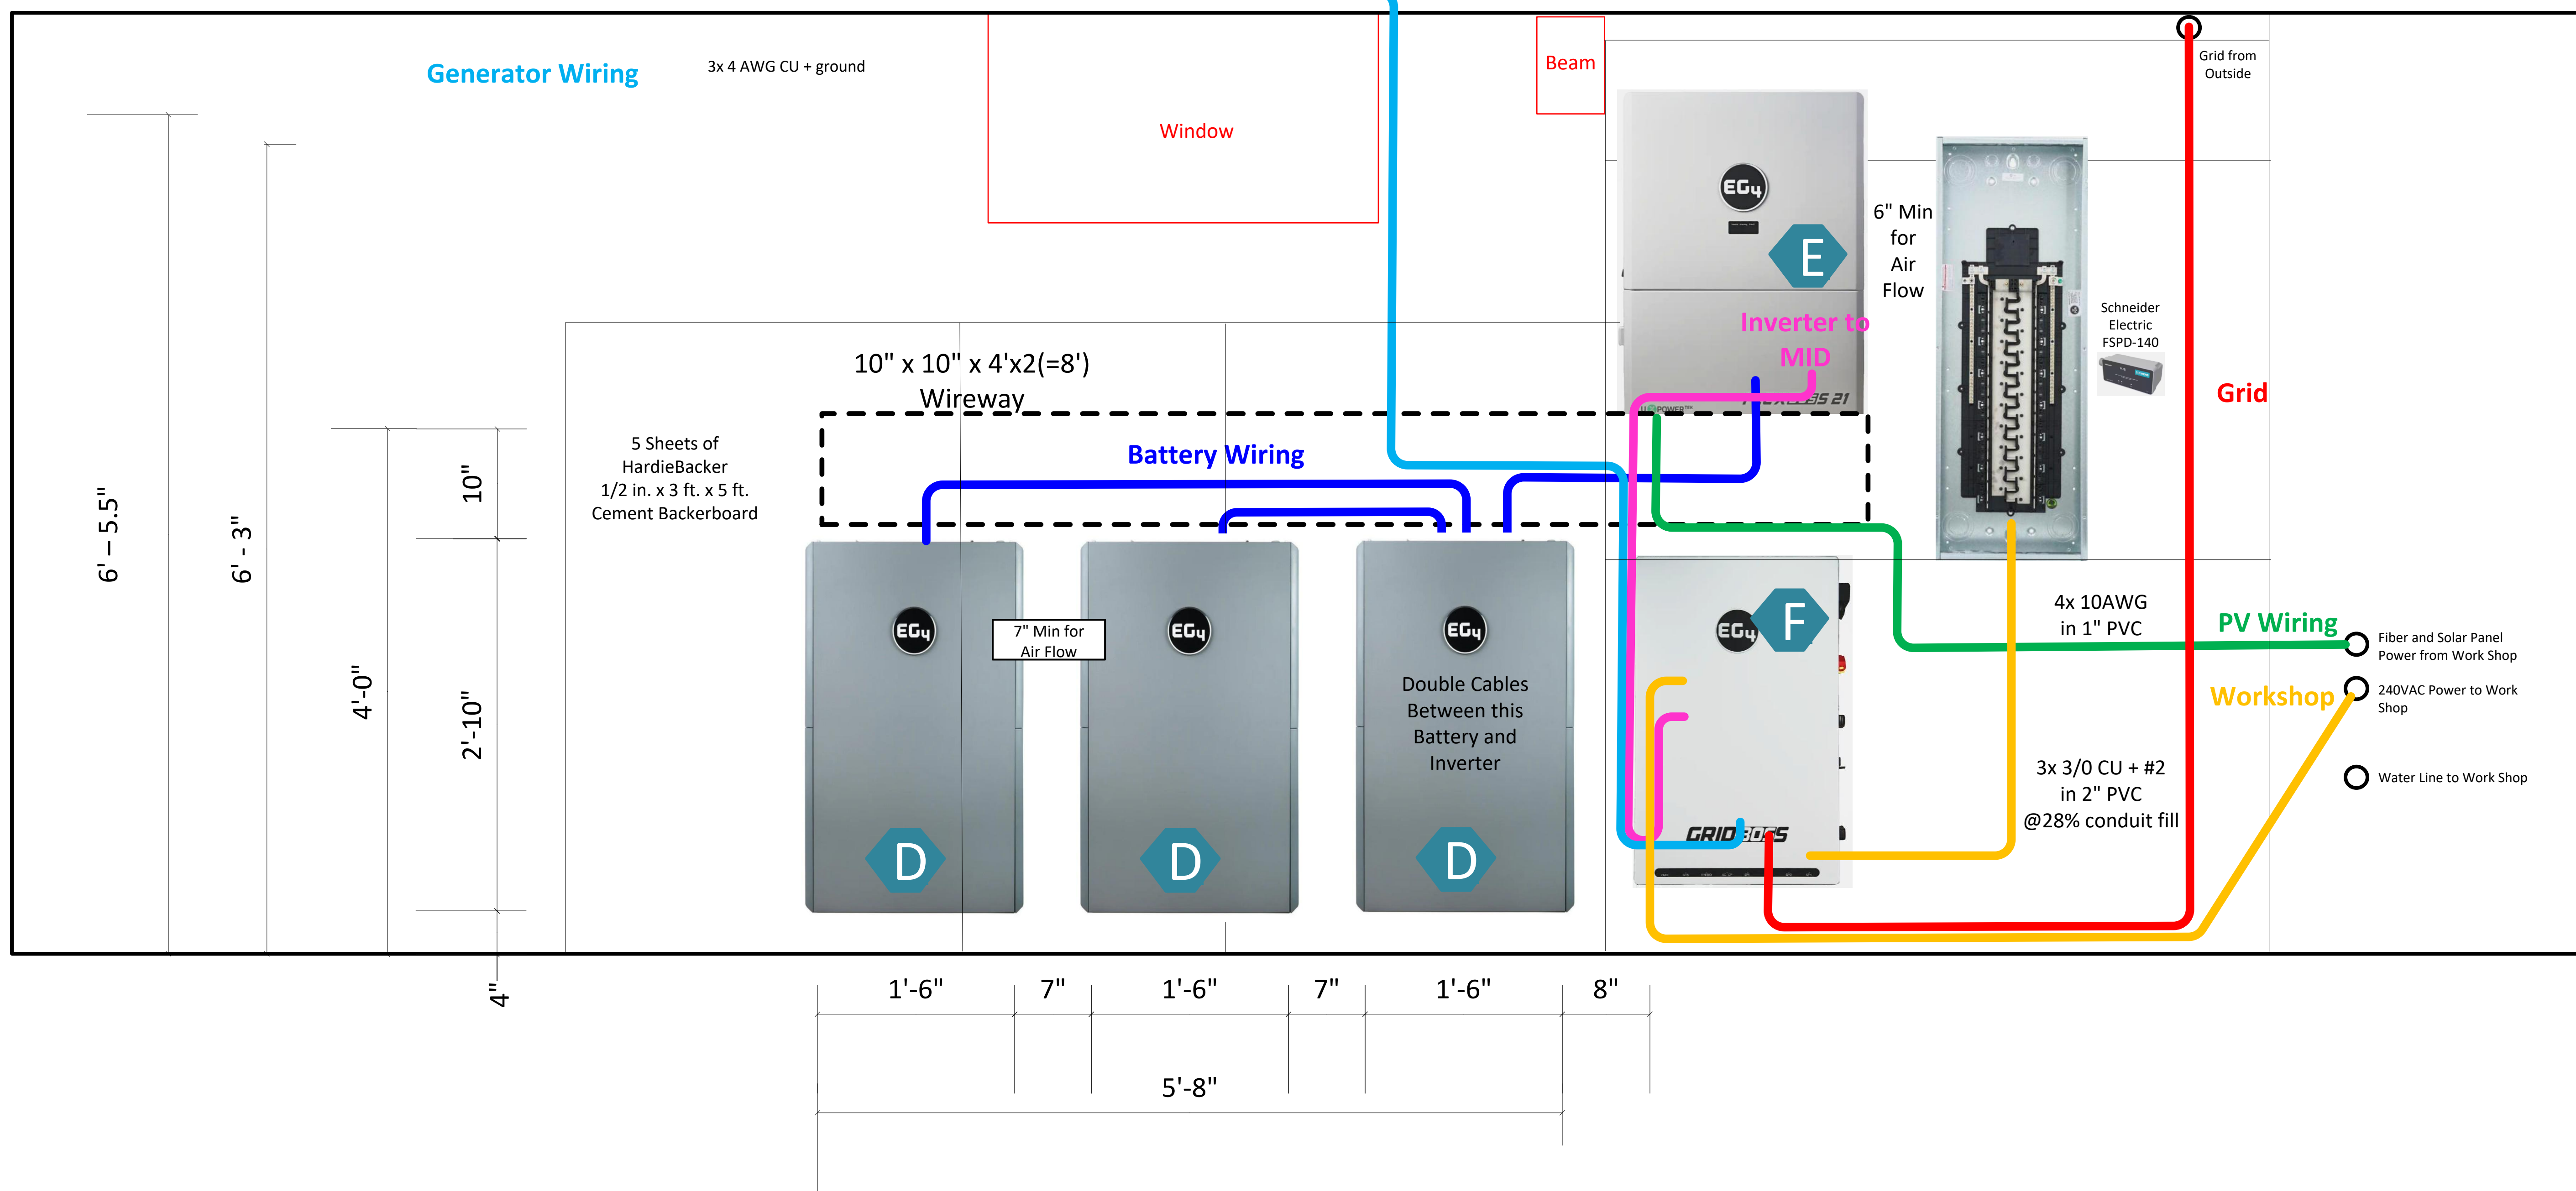 Generator Wiring
3x 4 AWG CU + ground
Window
Beam
Grid from
Outside
EG4
E
6" Min
for
Air
Flow
Inverter to
MID
Schneider
Electric
FSPD-140
Grid
10" x 10" x 4'x2(=8')
Wireway
5 Sheets of
HardieBacker
1/2 in. x 3 ft. x 5 ft.
Cement Backerboard
Battery Wiring
6' – 5.5"
6' - 3"
4'-0"
10"
2'-10"
4"
EG4
7" Min for
Air Flow
EG4
EG4
Double Cables
Between this
Battery and
Inverter
D
D
D
EG4
F
GRIDBOSS
4x 10AWG
in 1" PVC
PV Wiring
Fiber and Solar Panel
Power from Work Shop
Workshop
240VAC Power to Work
Shop
3x 3/0 CU + #2
in 2" PVC
@28% conduit fill
Water Line to Work Shop
1'-6"
7"
1'-6"
7"
1'-6"
8"
5'-8"